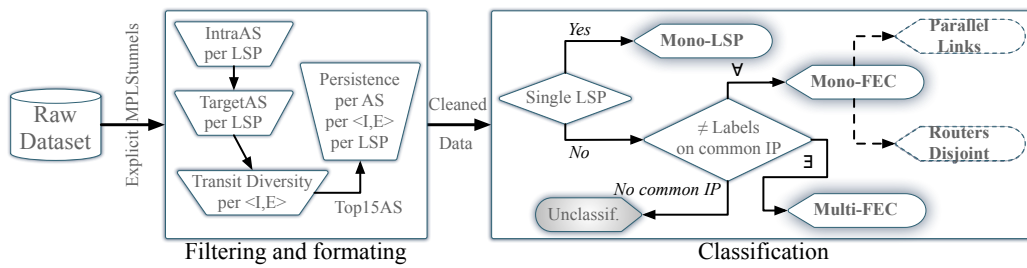 Raw
Dataset
Explicit MPLStunnels
IntraAS
per LSP
TargetAS
per LSP
Transit Diversity
per <I,E>
Persistence
per AS
per <I,E>
per LSP
Top15AS
Filtering and formating
Cleaned
Data
Single LSP
Yes
No
Mono-LSP
≠ Labels
on common IP
∀
∃
No common IP
Unclassif.
Mono-FEC
Multi-FEC
Parallel
Links
Routers
Disjoint
Classification